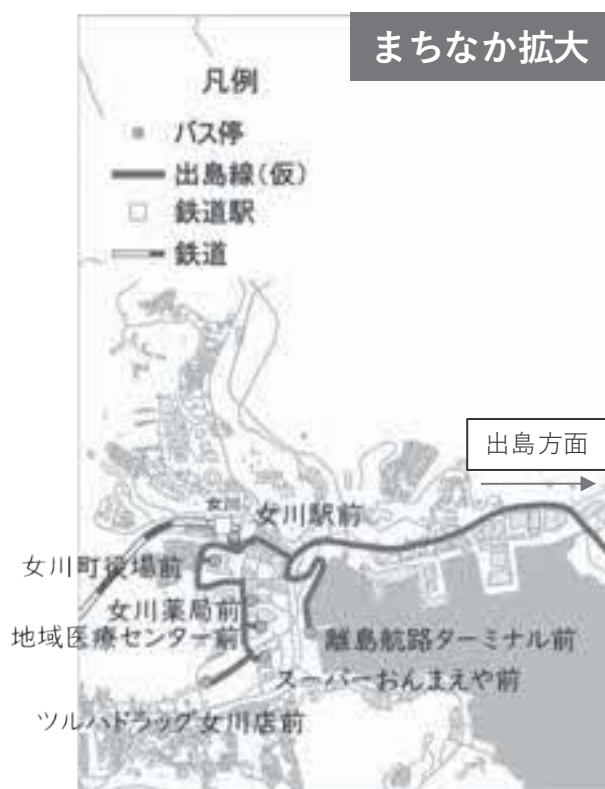 まちなか拡大
凡例
バス停
出島線(仮)
鉄道駅
鉄道
出島方面
女川
女川駅前
女川町役場前
女川薬局前
地域医療センター前
離島航路ターミナル前
スーパーおんまえや前
ツルハドラッグ女川店前